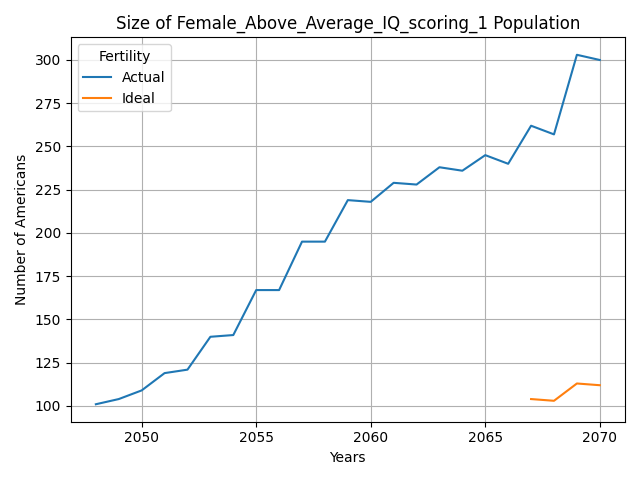 Size of Female_Above_Average_IQ_scoring_1 Population
Fertility
Actual
Ideal
Number of Americans
300
275
250
225
200
175
150
125
100
2050 2055 2060 2065 2070
Years